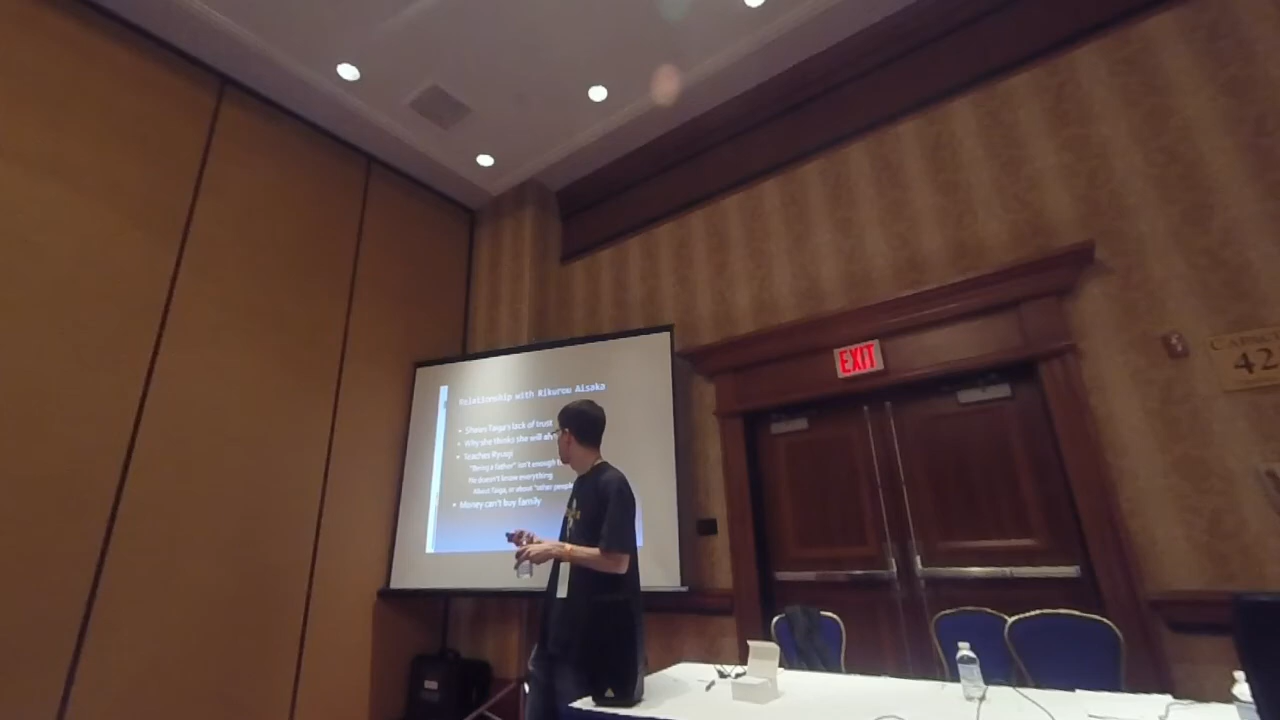 Relationship with Rikurou Aisaka
• Shows Taiga's lack of trust
• Why she thinks she will
• Teaches Ryuuji
"Being a father" isn't enough
He doesn't know everything
About Taiga, or about "other people
• Money can't buy family
EXIT
42